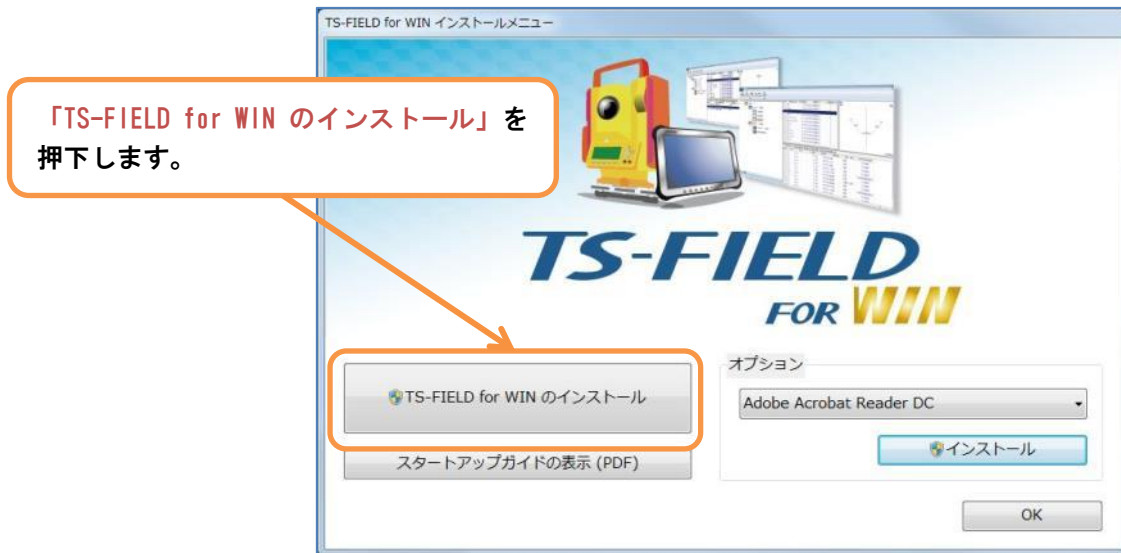 TS-FIELD for WIN インストールメニュー
「TS-FIELD for WIN のインストール」を
押下します。
TS-FIELD
FOR WIN
TS-FIELD for WIN のインストール
スタートアップガイドの表示 (PDF)
オプション
Adobe Acrobat Reader DC
インストール
OK